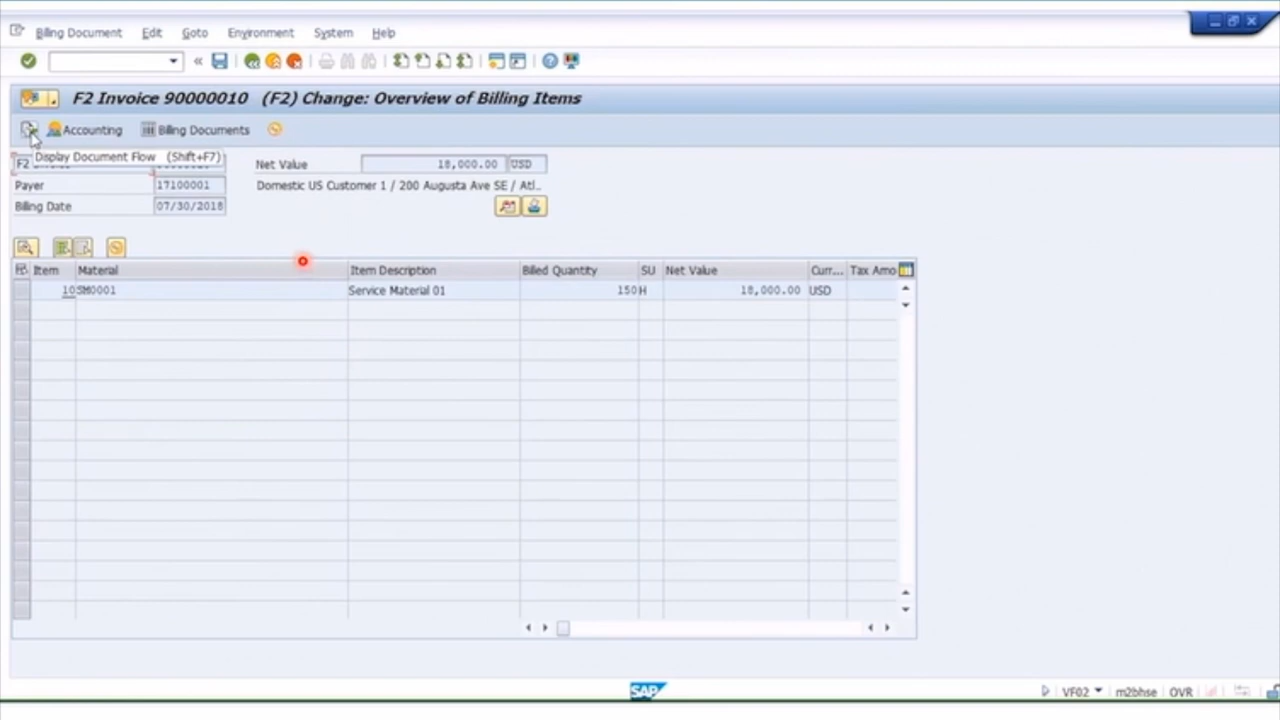 Billing Document Edit Goto Environment System Help
F2 Invoice 90000010 (F2) Change: Overview of Billing Items
Accounting Billing Documents
Display Document Flow (Shift+F7)
F2 Net Value 18,000.00 USD
Payer 17100001 Domestic US Customer 1 / 200 Augusta Ave SE / Atl..
Billing Date 07/30/2018
Item Material Item Description Billed Quantity SU Net Value Curr... Tax Amo
10 SM0001 Service Material 01 150 H 18,000.00 USD
SAP VF02 m2bhse OVR